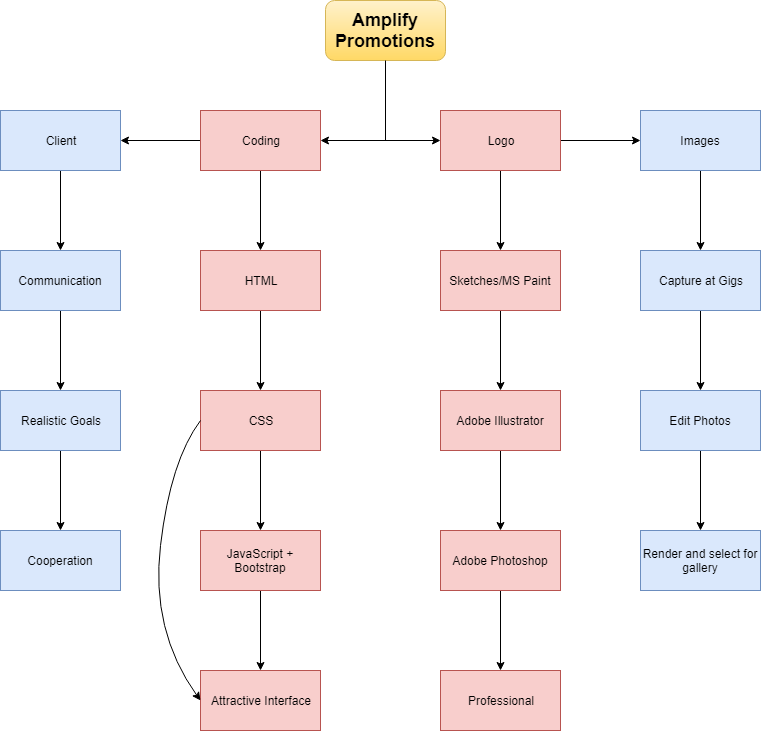 Amplify
Promotions
Client
Coding
Logo
Images
Communication
HTML
Sketches/MS Paint
Capture at Gigs
Realistic Goals
CSS
Adobe Illustrator
Edit Photos
Cooperation
JavaScript +
Bootstrap
Adobe Photoshop
Render and select for
gallery
Attractive Interface
Professional